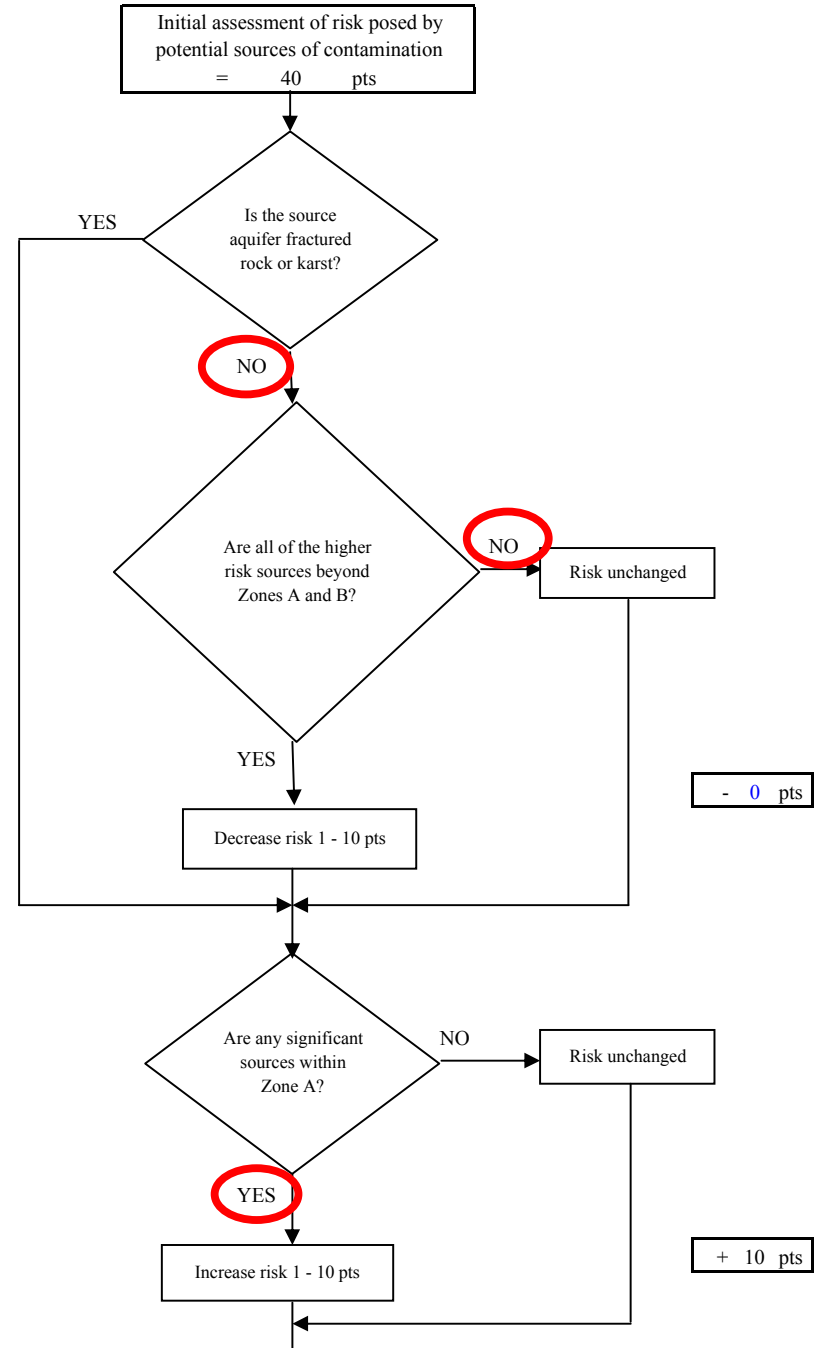 Initial assessment of risk posed by
potential sources of contamination
= 40 pts
Is the source
aquifer fractured
rock or karst?
YES
NO
Are all of the higher
risk sources beyond
Zones A and B?
NO
Risk unchanged
YES
- 0 pts
Decrease risk 1 - 10 pts
Are any significant
sources within
Zone A?
NO
Risk unchanged
YES
+ 10 pts
Increase risk 1 - 10 pts